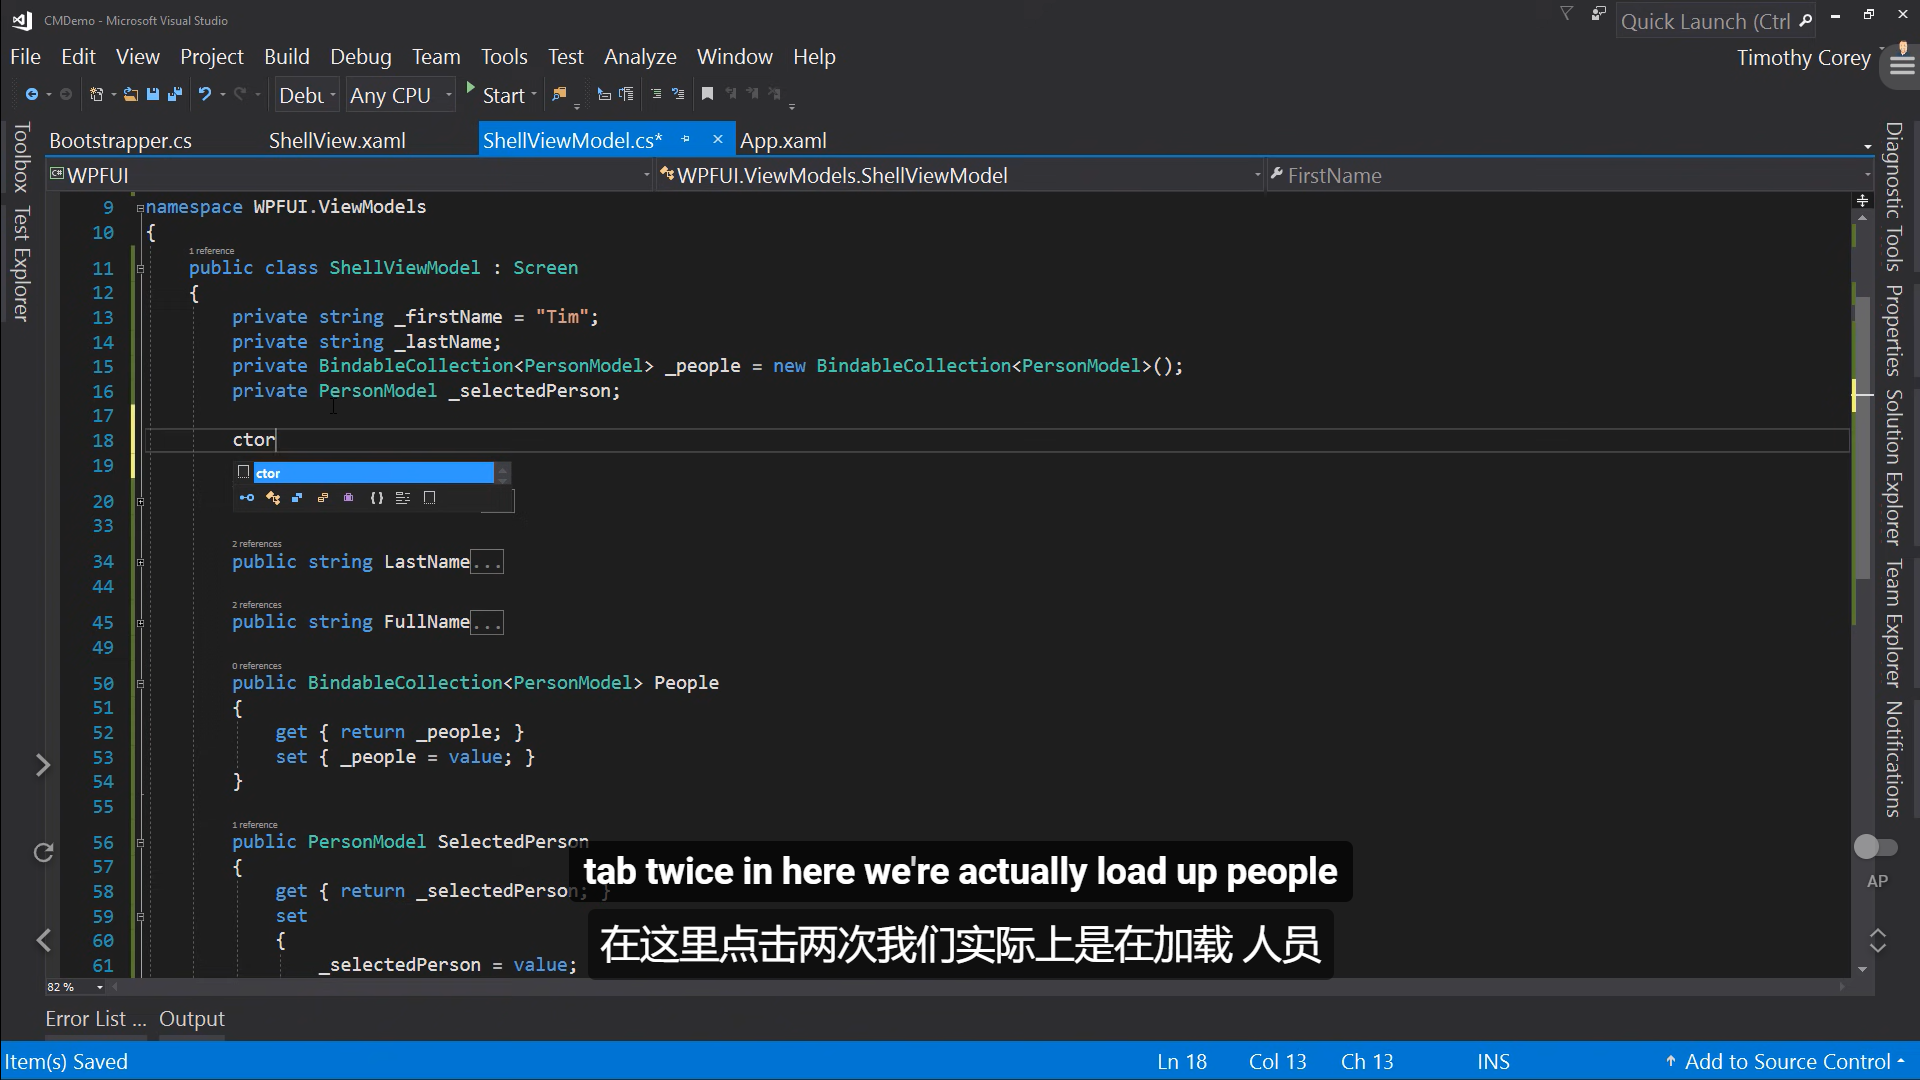 CMDemo - Microsoft Visual Studio
Quick Launch (Ctrl
File Edit View Project Build Debug Team Tools Test Analyze Window Help
Timothy Corey
Debu Any CPU Start
Bootstrapper.cs ShellView.xaml ShellViewModel.cs* App.xaml
WPFUI WPFUI.ViewModels.ShellViewModel FirstName
Toolbox
Test Explorer
9 namespace WPFUI.ViewModels
10 {
1 reference
11 public class ShellViewModel : Screen
12 {
13 private string _firstName = "Tim";
14 private string _lastName;
15 private BindableCollection<PersonModel> _people = new BindableCollection<PersonModel>();
16 private PersonModel _selectedPerson;
17
18 ctor
19 ctor
20
33
2 references
34 public string LastName...
44
2 references
45 public string FullName...
49
0 references
50 public BindableCollection<PersonModel> People
51 {
52 get { return _people; }
53 set { _people = value; }
54 }
55
1 reference
56 public PersonModel SelectedPerson
57 {
58 get { return _selectedPerson; }
59 set
60 {
61 _selectedPerson = value;
tab twice in here we're actually load up people
在这里点击两次我们实际上是在加载 人员
Diagnostic Tools
Properties
Solution Explorer
Team Explorer
Notifications
AP
82 %
Error List ... Output
Item(s) Saved Ln 18 Col 13 Ch 13 INS Add to Source Control